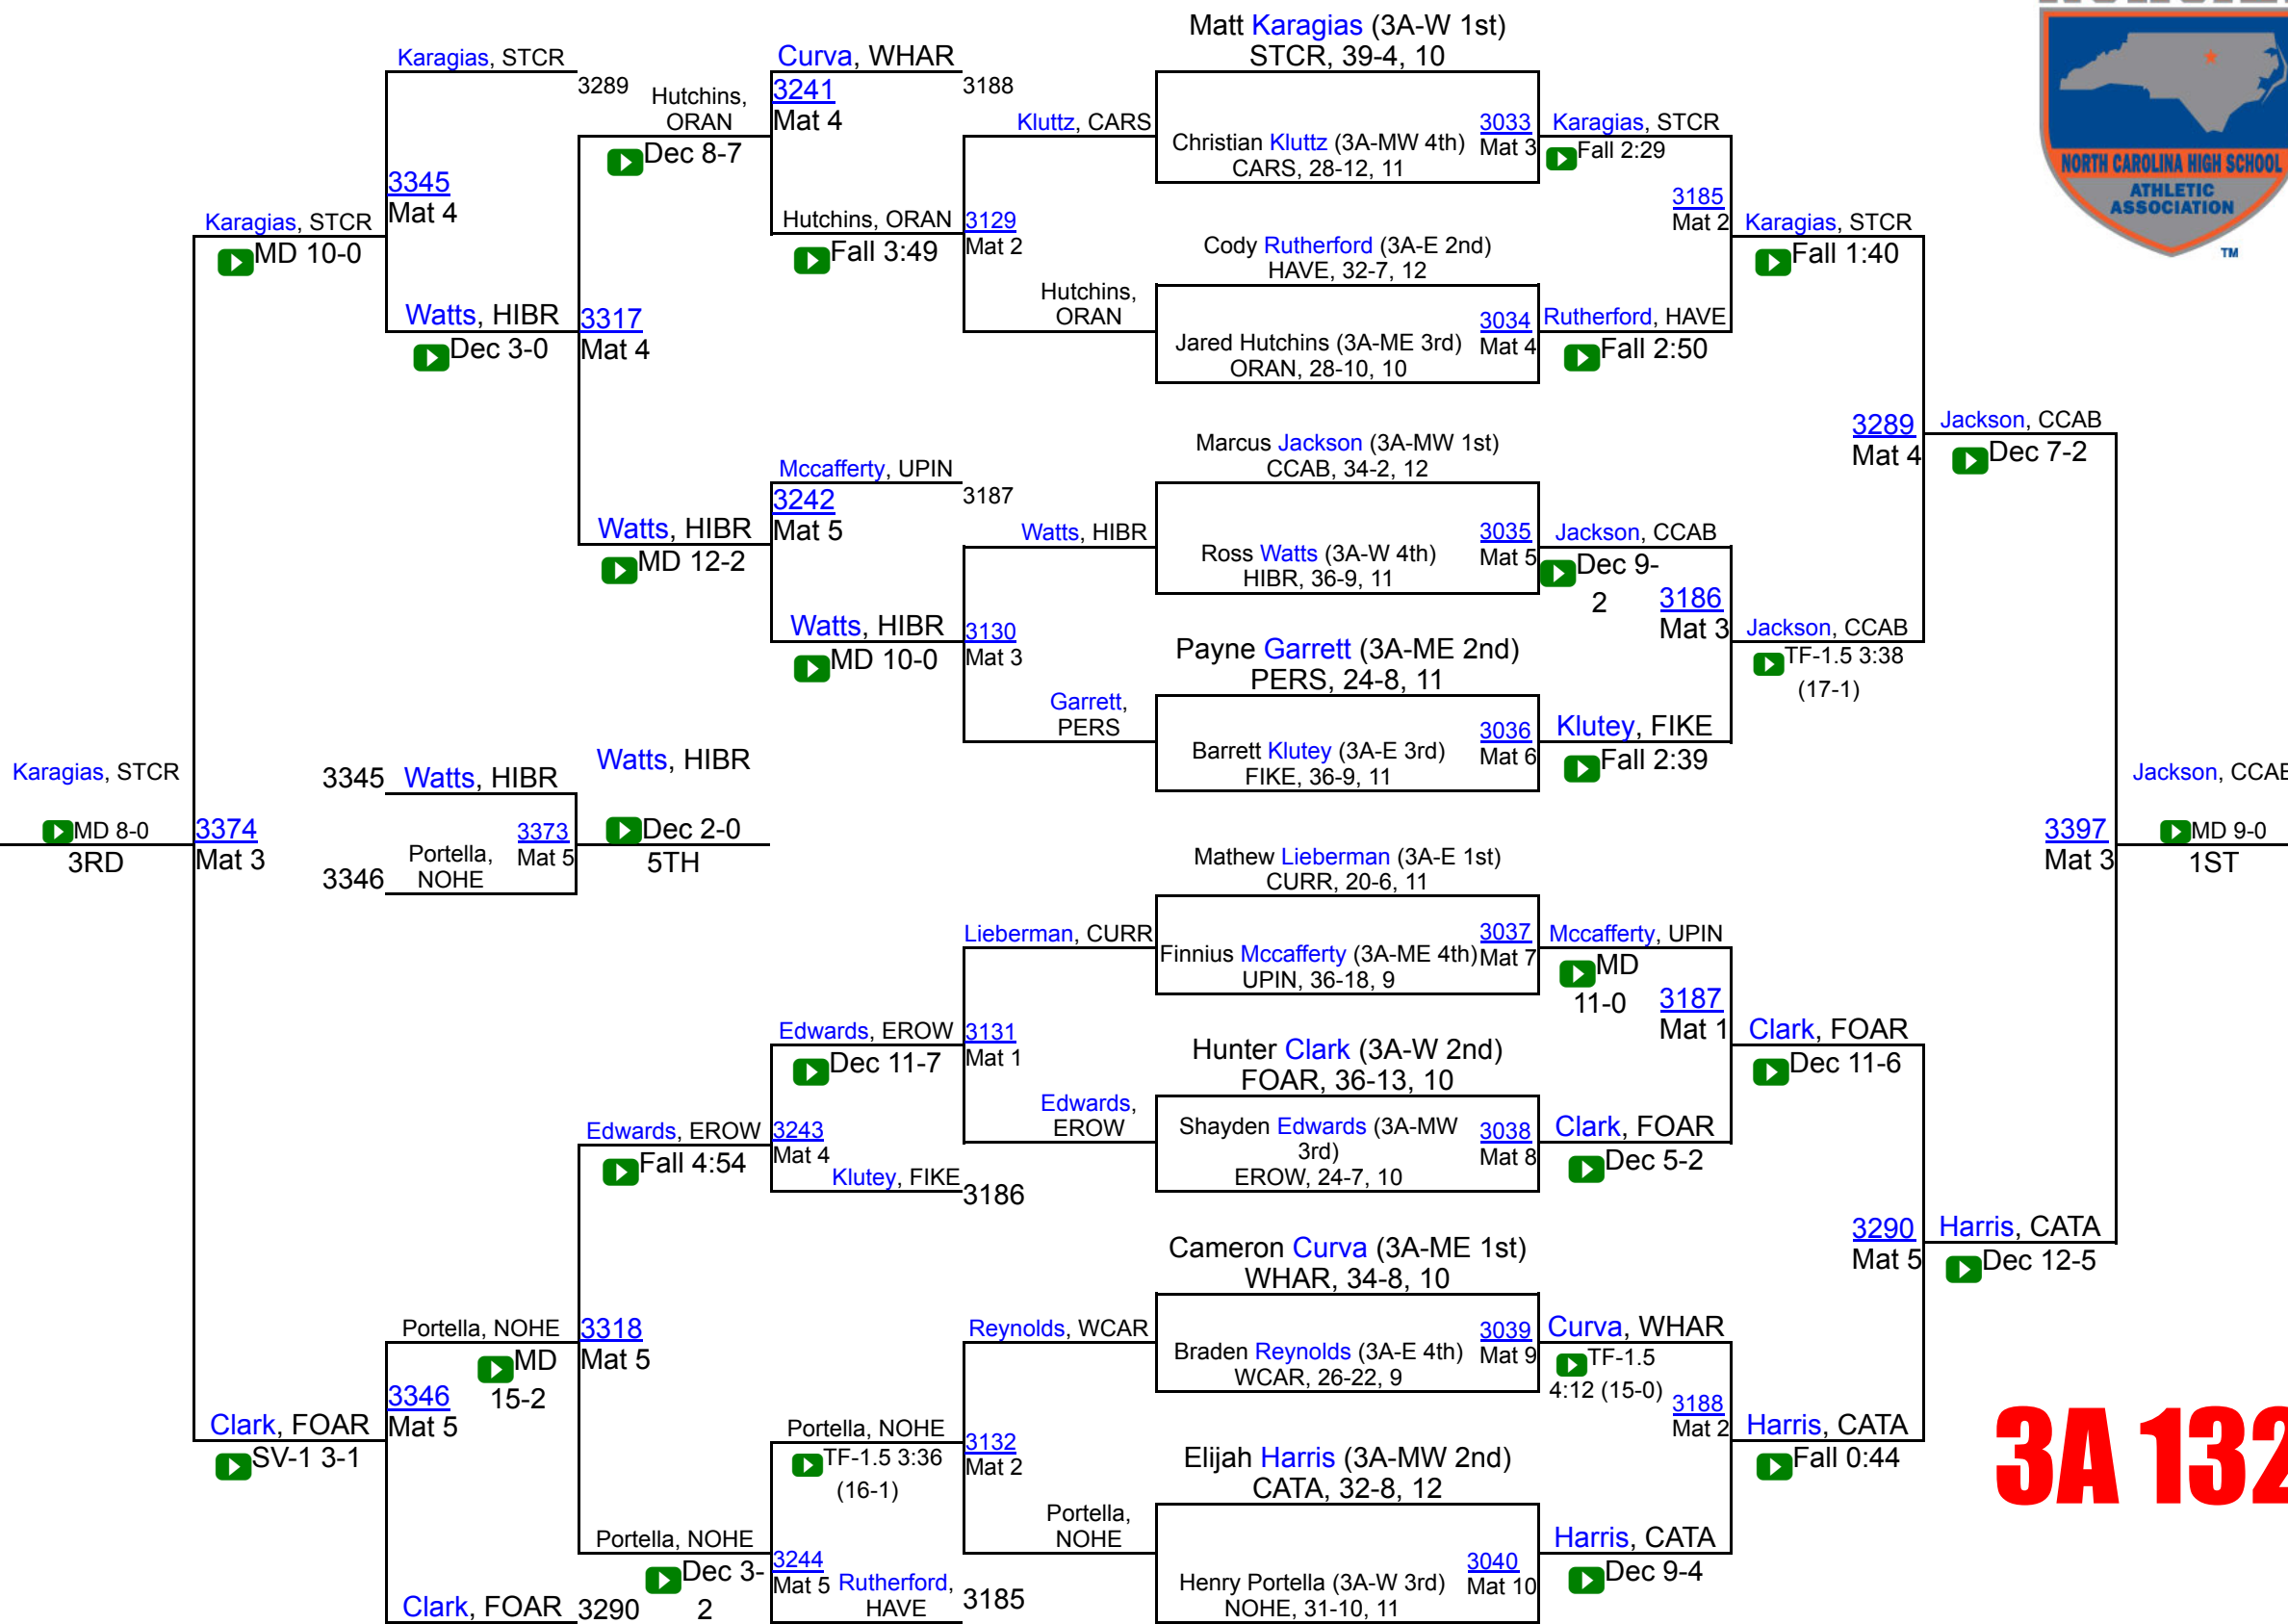 Karagias, STCR
3289
3345
Mat 4
Karagias, STCR
MD 10-0
Watts, HIBR
Dec 3-0
Hutchins,
ORAN
Dec 8-7
3317
Mat 4
Watts, HIBR
MD 12-2
Curva, WHAR
3241
Mat 4
3188
Hutchins, ORAN
Fall 3:49
Mccafferty, UPIN
3242
Mat 5
3187
Watts, HIBR
MD 10-0
Kluttz, CARS
3129
Mat 2
Hutchins,
ORAN
Watts, HIBR
3130
Mat 3
Garrett,
PERS
Matt Karagias (3A-W 1st)
STCR, 39-4, 10
Christian Kluttz (3A-MW 4th)
CARS, 28-12, 11
3033
Mat 3
Cody Rutherford (3A-E 2nd)
HAVE, 32-7, 12
Jared Hutchins (3A-ME 3rd)
ORAN, 28-10, 10
3034
Mat 4
Marcus Jackson (3A-MW 1st)
CCAB, 34-2, 12
Ross Watts (3A-W 4th)
HIBR, 36-9, 11
3035
Mat 5
Payne Garrett (3A-ME 2nd)
PERS, 24-8, 11
Barrett Klutey (3A-E 3rd)
FIKE, 36-9, 11
3036
Mat 6
Karagias, STCR
Fall 2:29
3185
Mat 2
Rutherford, HAVE
Fall 2:50
Jackson, CCAB
Dec 9-
2
3186
Mat 3
Klutey, FIKE
Fall 2:39
Karagias, STCR
Fall 1:40
3289
Mat 4
Jackson, CCAB
TF-1.5 3:38
(17-1)
Jackson, CCAB
Dec 7-2
NORTH CAROLINA HIGH SCHOOL
ATHLETIC
ASSOCIATION
TM
Karagias, STCR
MD 8-0
3RD
3374
Mat 3
3345
Watts, HIBR
3346
Portella,
NOHE
3373
Mat 5
Watts, HIBR
Dec 2-0
5TH
3397
Mat 3
Jackson, CCAB
MD 9-0
1ST
Mathew Lieberman (3A-E 1st)
CURR, 20-6, 11
Finnius Mccafferty (3A-ME 4th)
UPIN, 36-18, 9
3037
Mat 7
Hunter Clark (3A-W 2nd)
FOAR, 36-13, 10
Shayden Edwards (3A-MW
3rd)
EROW, 24-7, 10
3038
Mat 8
Cameron Curva (3A-ME 1st)
WHAR, 34-8, 10
Braden Reynolds (3A-E 4th)
WCAR, 26-22, 9
3039
Mat 9
Elijah Harris (3A-MW 2nd)
CATA, 32-8, 12
Henry Portella (3A-W 3rd)
NOHE, 31-10, 11
3040
Mat 10
Lieberman, CURR
3131
Mat 1
Edwards,
EROW
Reynolds, WCAR
3132
Mat 2
Portella,
NOHE
Edwards, EROW
Dec 11-7
3243
Mat 4
Klutey, FIKE
3186
Portella, NOHE
TF-1.5 3:36
(16-1)
3244
Mat 5
Rutherford,
HAVE
3185
Edwards, EROW
Fall 4:54
3318
Mat 5
Portella, NOHE
Dec 3-
2
Portella, NOHE
MD
15-2
3346
Mat 5
Clark, FOAR
3290
Clark, FOAR
SV-1 3-1
Mccafferty, UPIN
MD
11-0
3187
Mat 1
Clark, FOAR
Dec 5-2
Curva, WHAR
TF-1.5
4:12 (15-0)
3188
Mat 2
Harris, CATA
Dec 9-4
Clark, FOAR
Dec 11-6
3290
Mat 5
Harris, CATA
Fall 0:44
Harris, CATA
Dec 12-5
3A 132